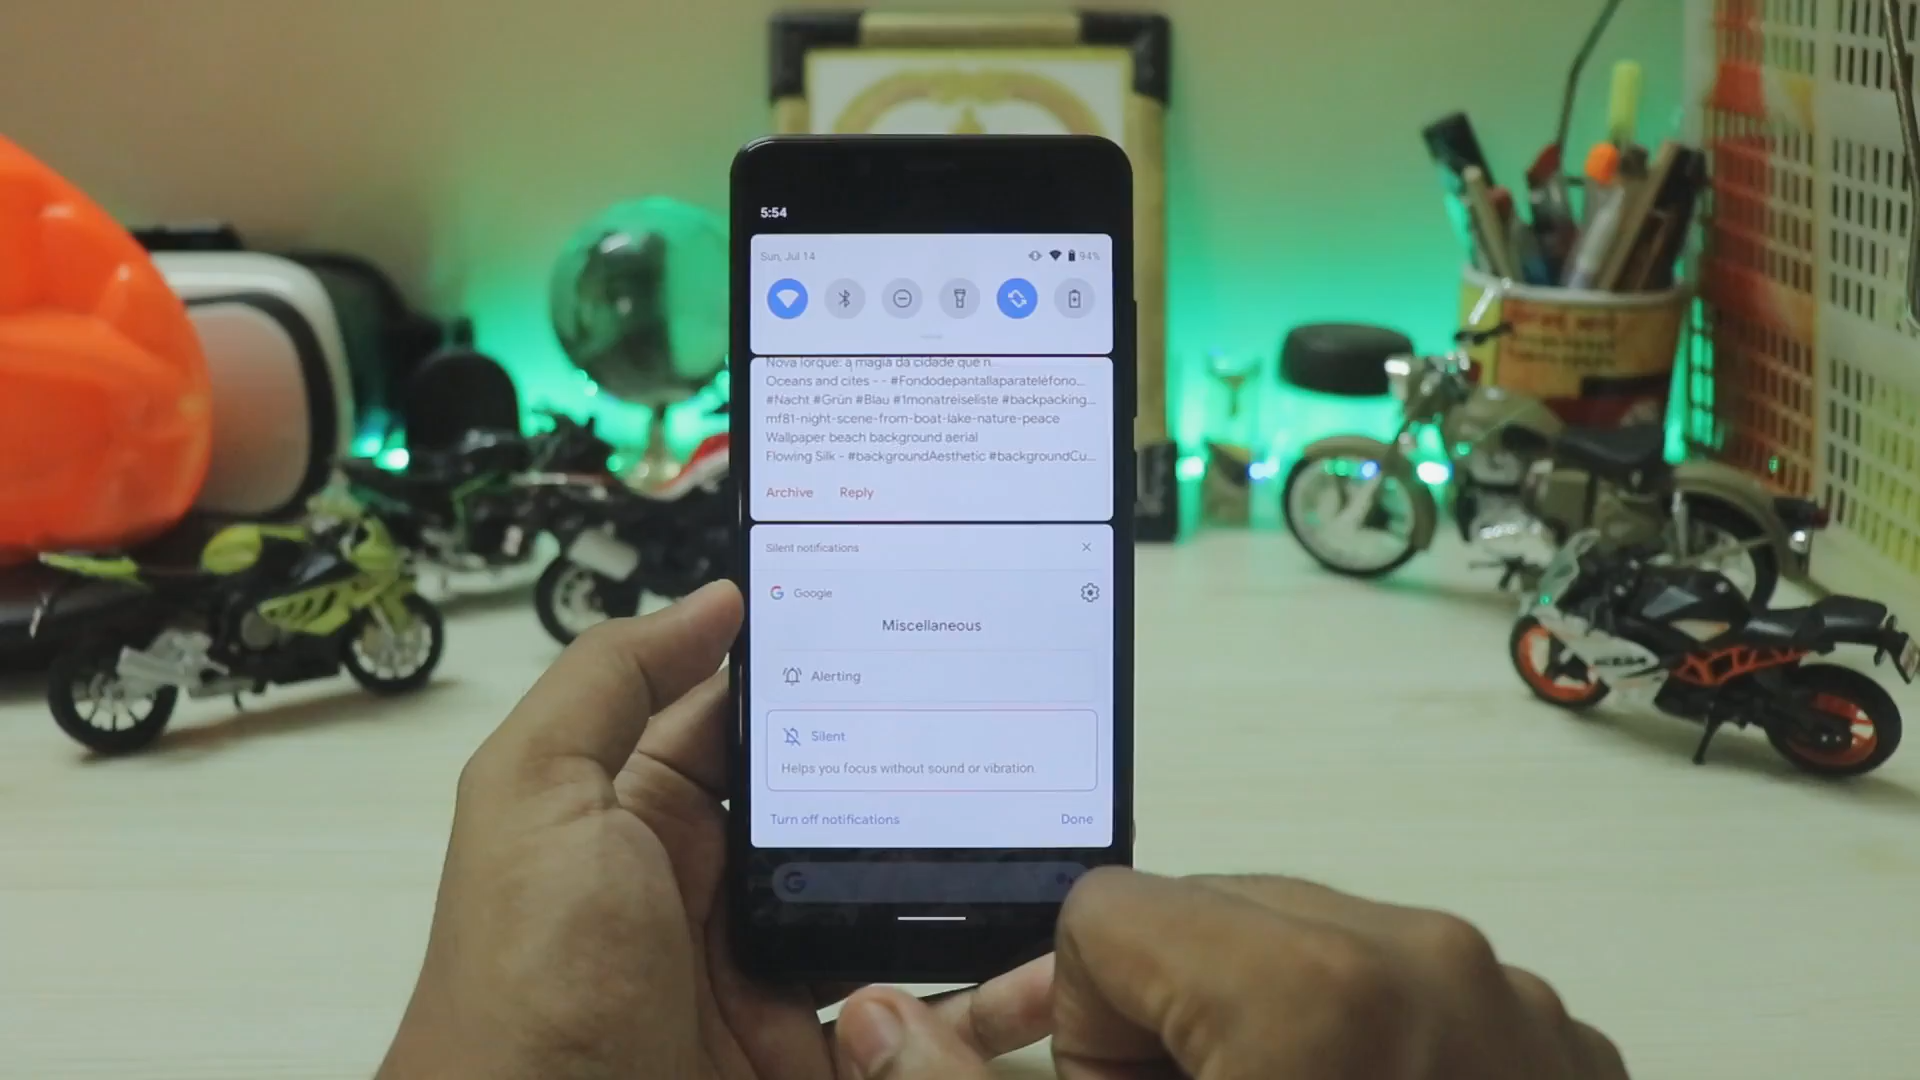 5:54
Sun, Jul 14
94%
Nova Iorque: a magia da cidade que n...
Oceans and cites - - #Fondodepantallaparateléfono...
#Nacht #Grün #Blau #1monatreiseliste #backpacking...
mf81-night-scene-from-boat-lake-nature-peace
Wallpaper beach background aerial
Flowing Silk - #backgroundAesthetic #backgroundCu...
Archive Reply
Silent notifications
Google
Miscellaneous
Alerting
Silent
Helps you focus without sound or vibration
Turn off notifications Done